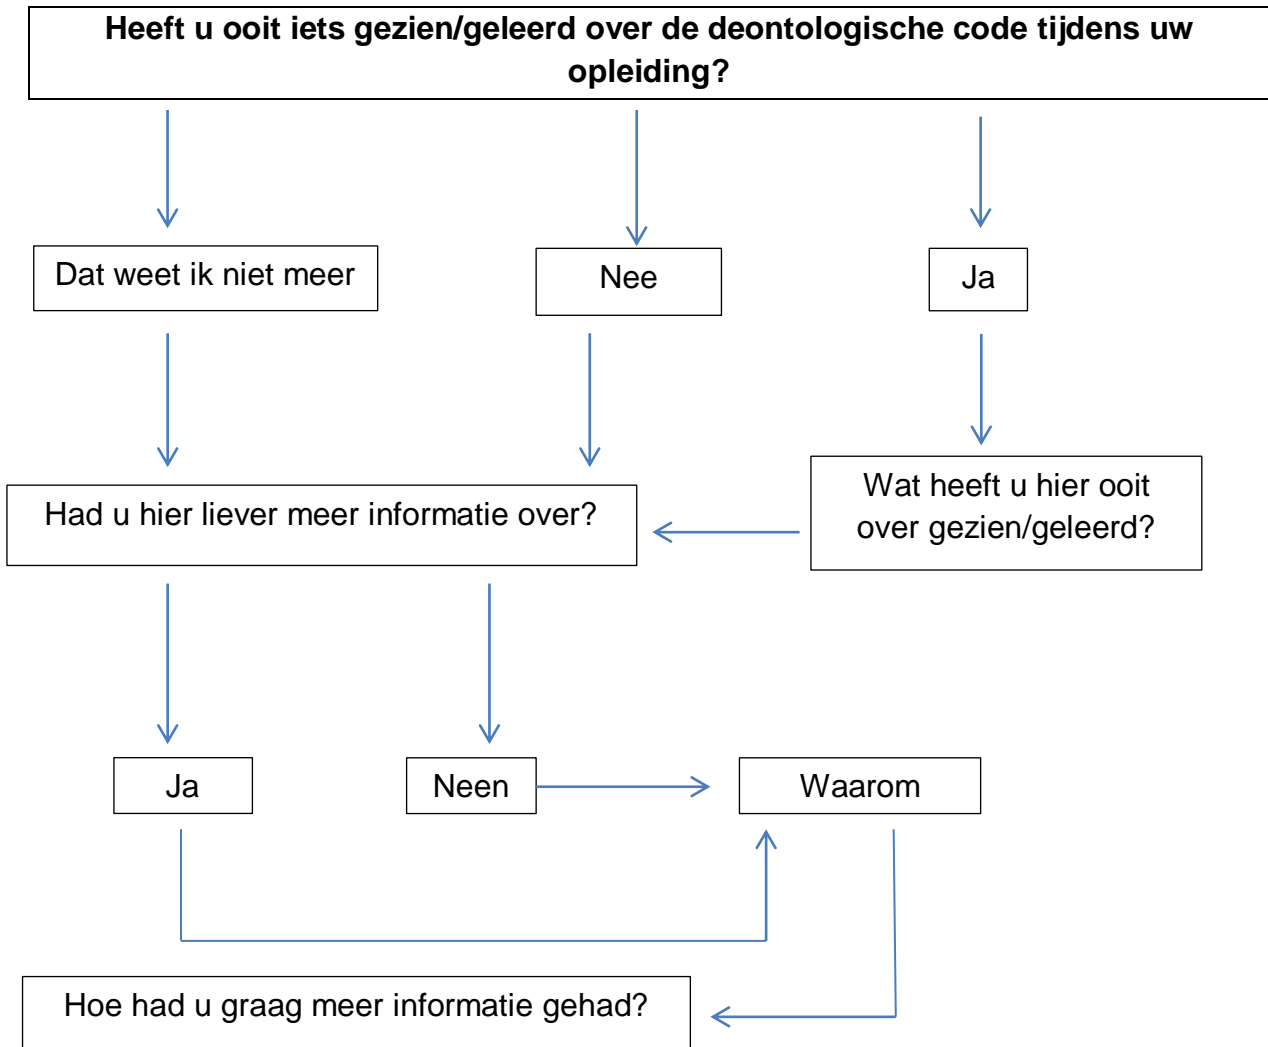 Heeft u ooit iets gezien/geleerd over de deontologische code tijdens uw
opleiding?
Dat weet ik niet meer
Nee
Ja
Had u hier liever meer informatie over?
Wat heeft u hier ooit
over gezien/geleerd?
Ja
Neen
Waarom
Hoe had u graag meer informatie gehad?